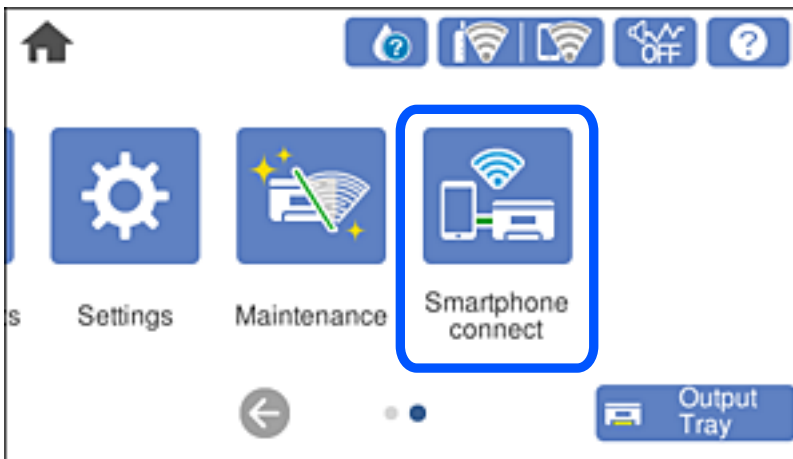 OFF
?
?
s
Settings
Maintenance
Smartphone
connect
Output
Tray